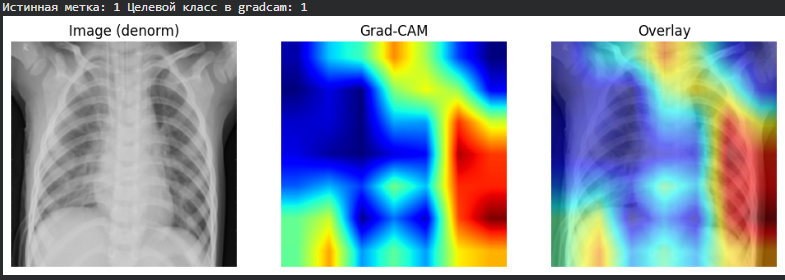 Истинная метка: 1 Целевой класс в gradcam: 1
Image (denorm)
Grad-CAM
Overlay